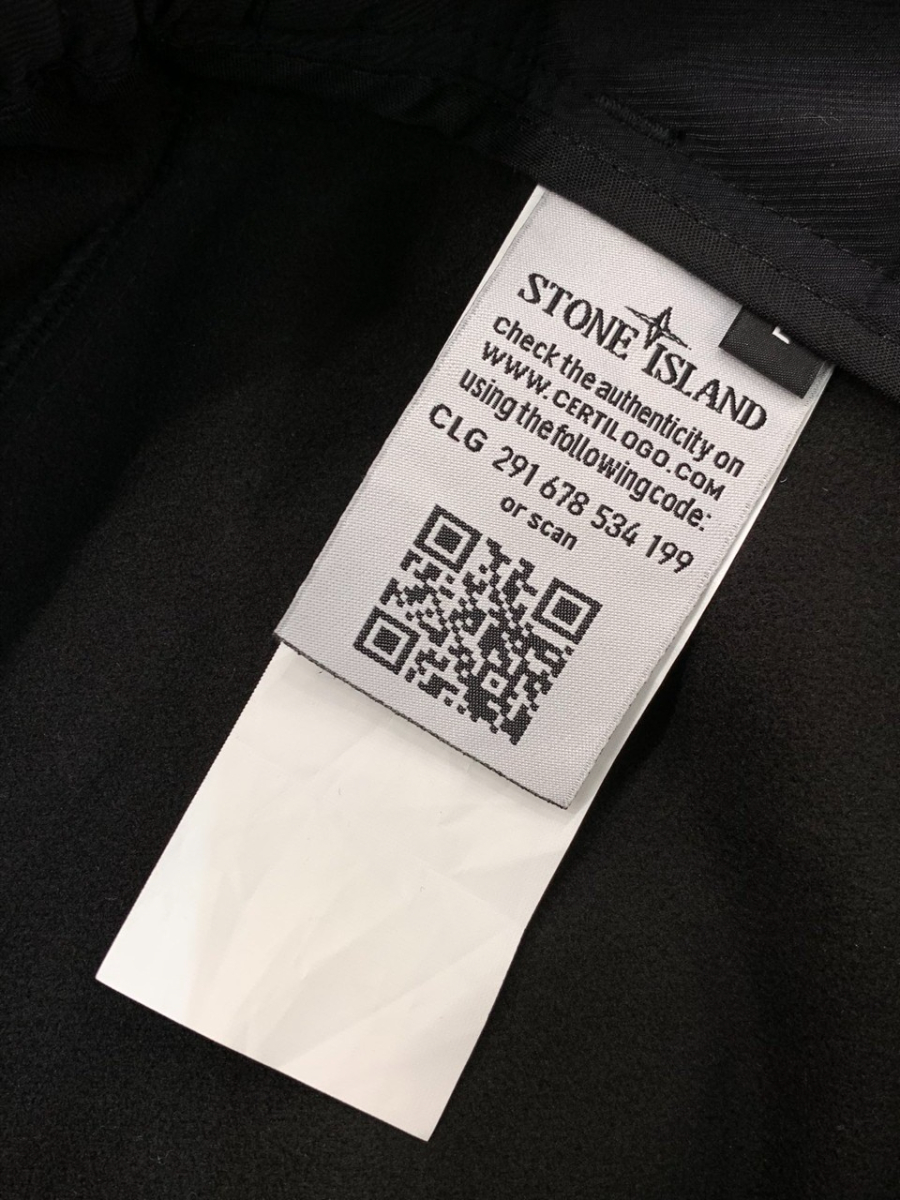 STONE ISLAND
check the authenticity on
WWW.CERTILOGO.COM
using the following code:
CLG 291 678 534 199
or scan